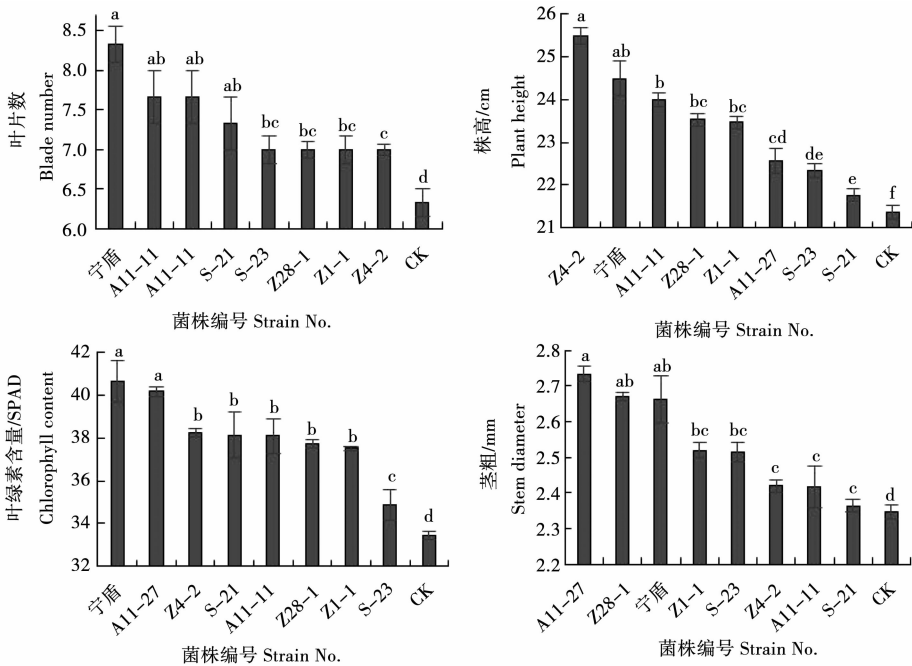 叶片数
Blade number
8.5
8.0
7.5
7.0
6.5
6.0
a
ab
ab
ab
bc
bc
bc
c
d
宁盾
A11-11
A11-11
S-21
S-23
Z28-1
Z1-1
Z4-2
CK
菌株编号 Strain No.
株高/cm
Plant height
26
25
24
23
22
21
a
ab
b
bc
bc
cd
de
e
f
Z4-2
宁盾
A11-11
Z28-1
Z1-1
A11-27
S-23
S-21
CK
菌株编号 Strain No.
叶绿素含量/SPAD
Chlorophyll content
42
40
38
36
34
32
a
a
b
b
b
b
b
c
d
宁盾
A11-27
Z4-2
S-21
A11-11
Z28-1
Z1-1
S-23
CK
菌株编号 Strain No.
茎粗/mm
Stem diameter
2.8
2.7
2.6
2.5
2.4
2.3
2.2
a
ab
ab
bc
bc
c
c
c
d
A11-27
Z28-1
宁盾
Z1-1
S-23
Z4-2
A11-11
S-21
CK
菌株编号 Strain No.